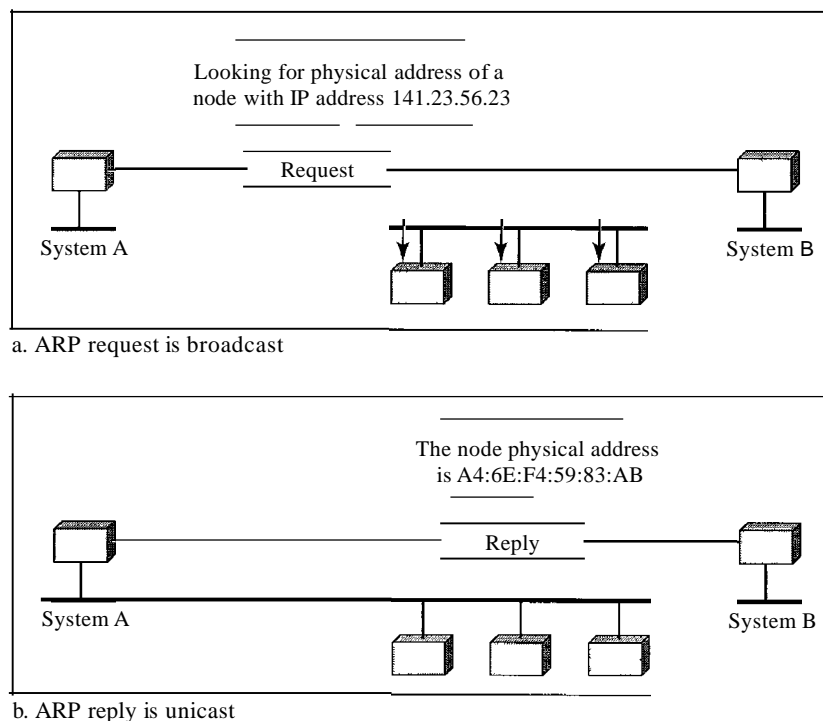 Looking for physical address of a
node with IP address 141.23.56.23
Request
System A
System B
a. ARP request is broadcast
The node physical address
is A4:6E:F4:59:83:AB
Reply
System A
System B
b. ARP reply is unicast